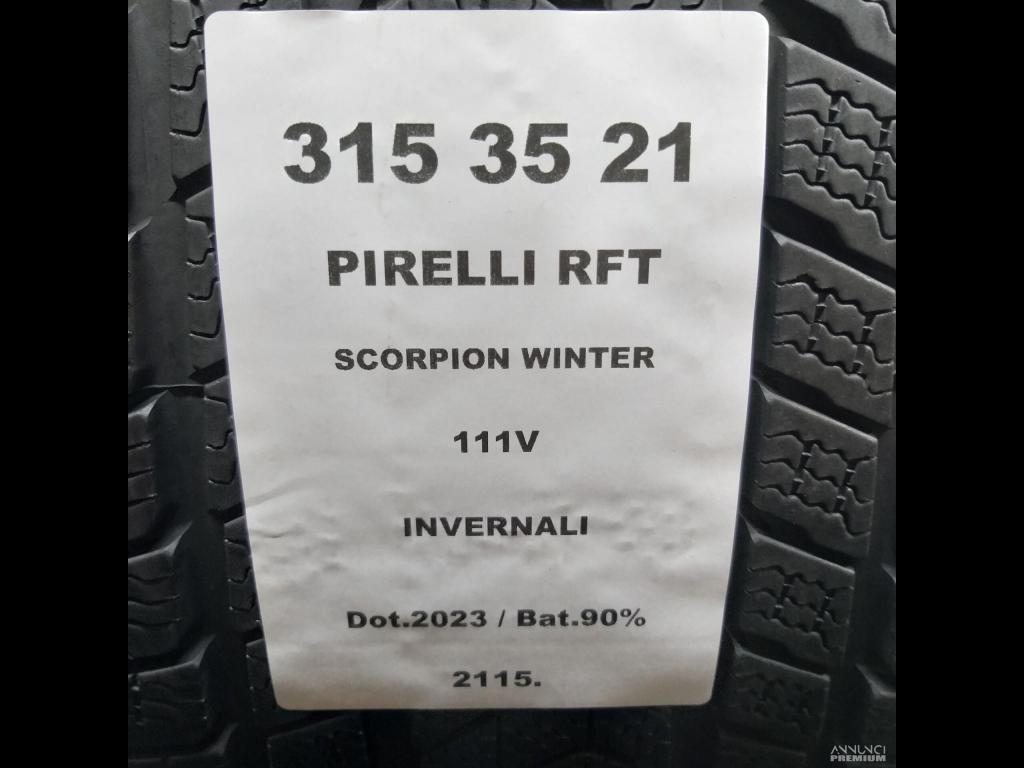 315 35 21
PIRELLI RFT
SCORPION WINTER
111V
INVERNALI
Dot.2023 / Bat.90%
2115.
ANNUNCI
PREMIUM